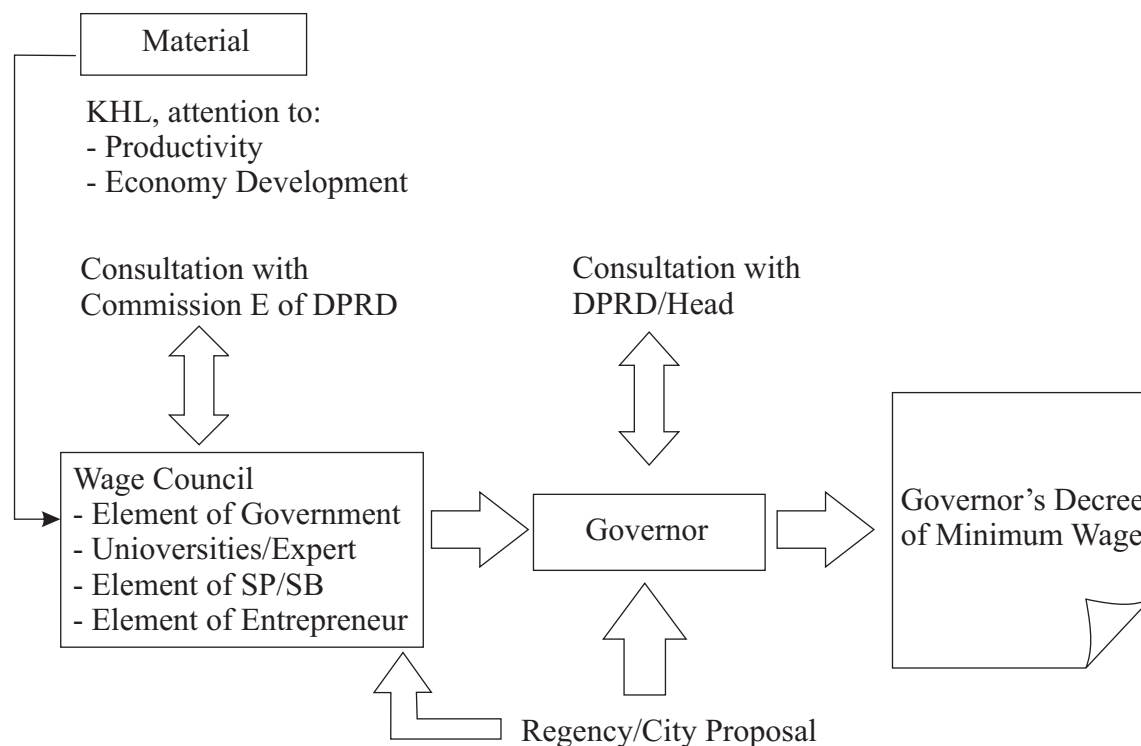 Material
KHL, attention to:
- Productivity
- Economy Development
Consultation with
Commission E of DPRD
Consultation with
DPRD/Head
Wage Council
- Element of Government
- Unioversities/Expert
- Element of SP/SB
- Element of Entrepreneur
Governor
Governor’s Decree
of Minimum Wage
Regency/City Proposal